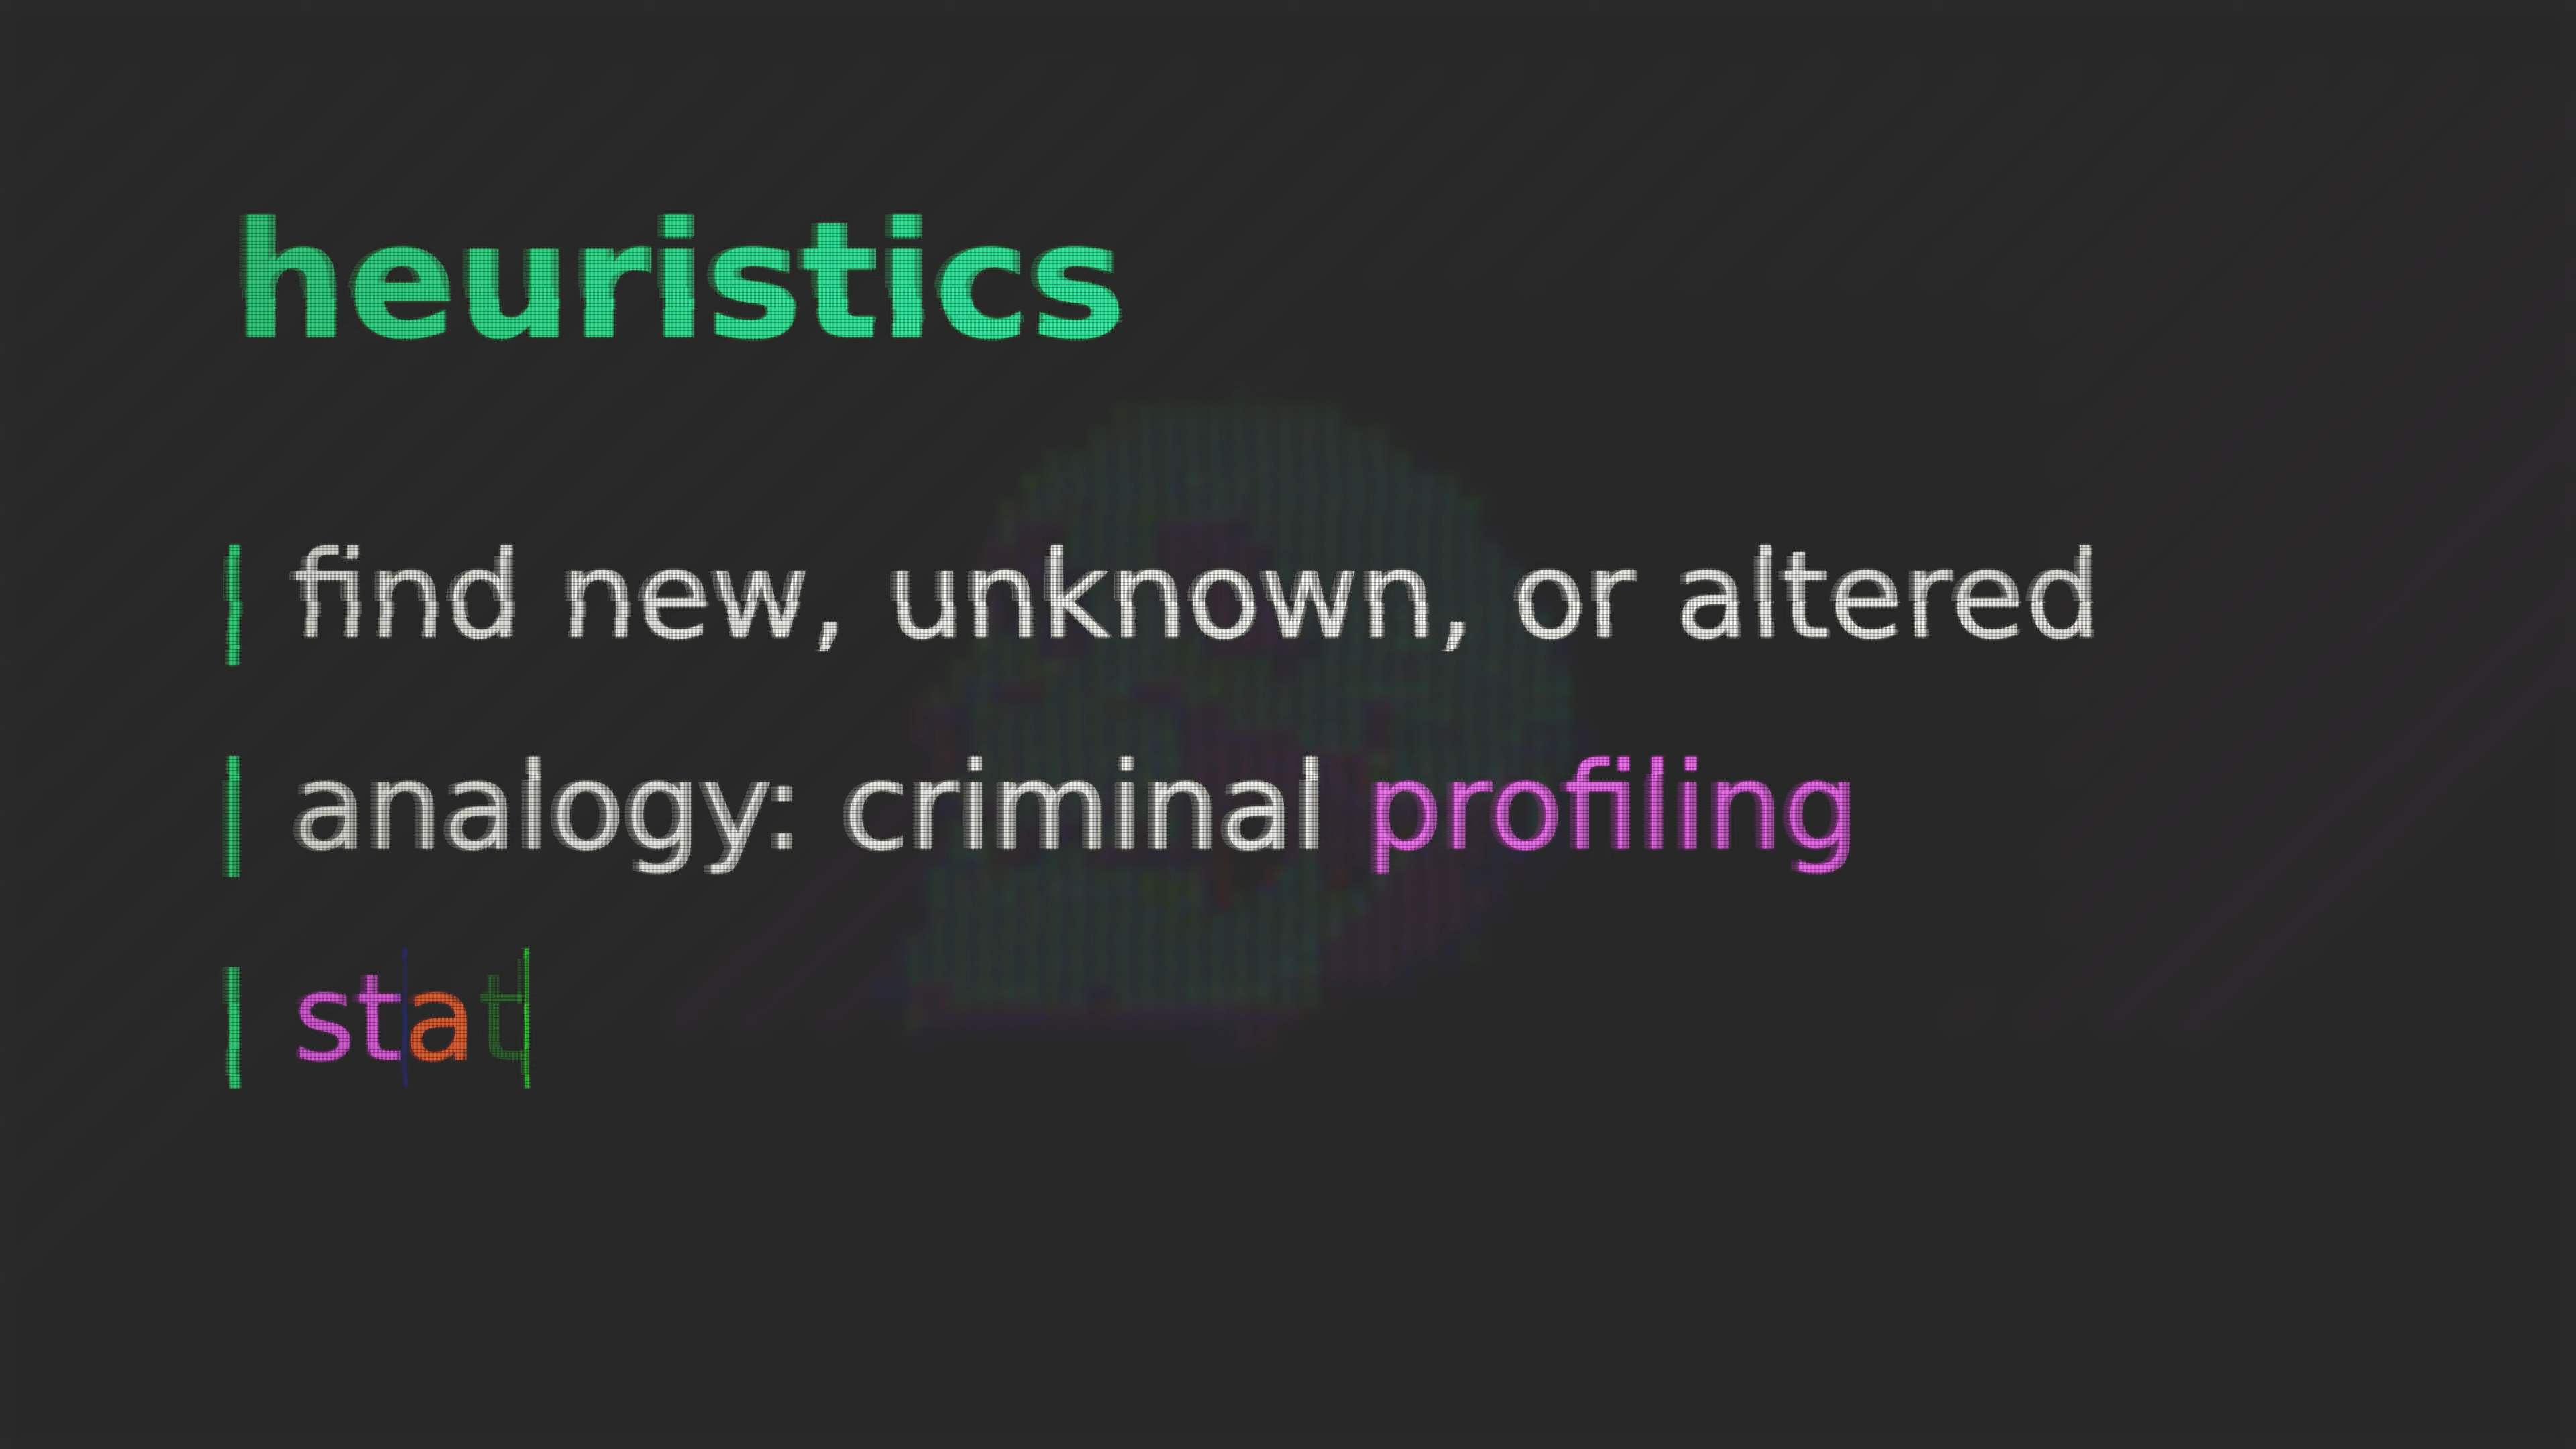 heuristics
find new, unknown, or altered
analogy: criminal profiling
stat